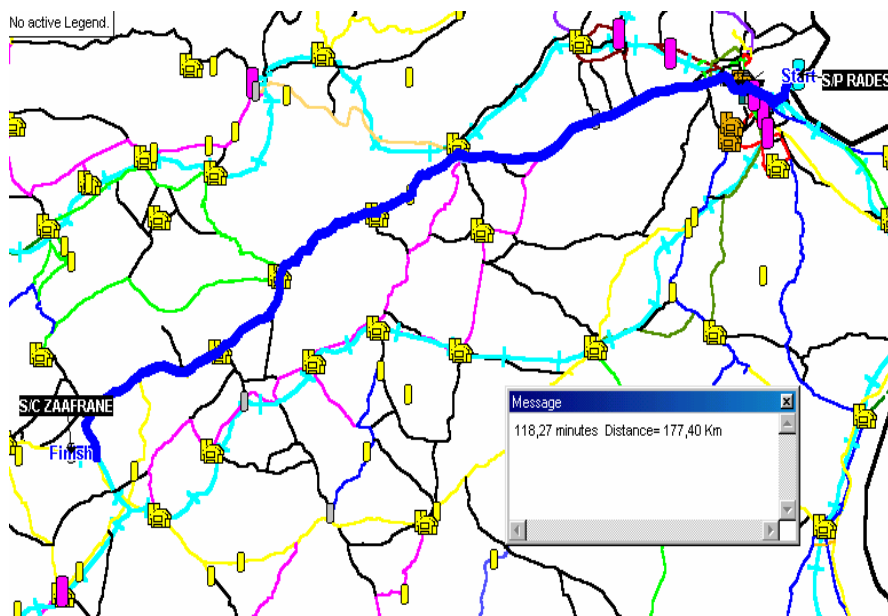 No active Legend.
Start
S/P RADES
S/C ZAAFRANE
Finish
Message
118,27 minutes Distance= 177,40 Km